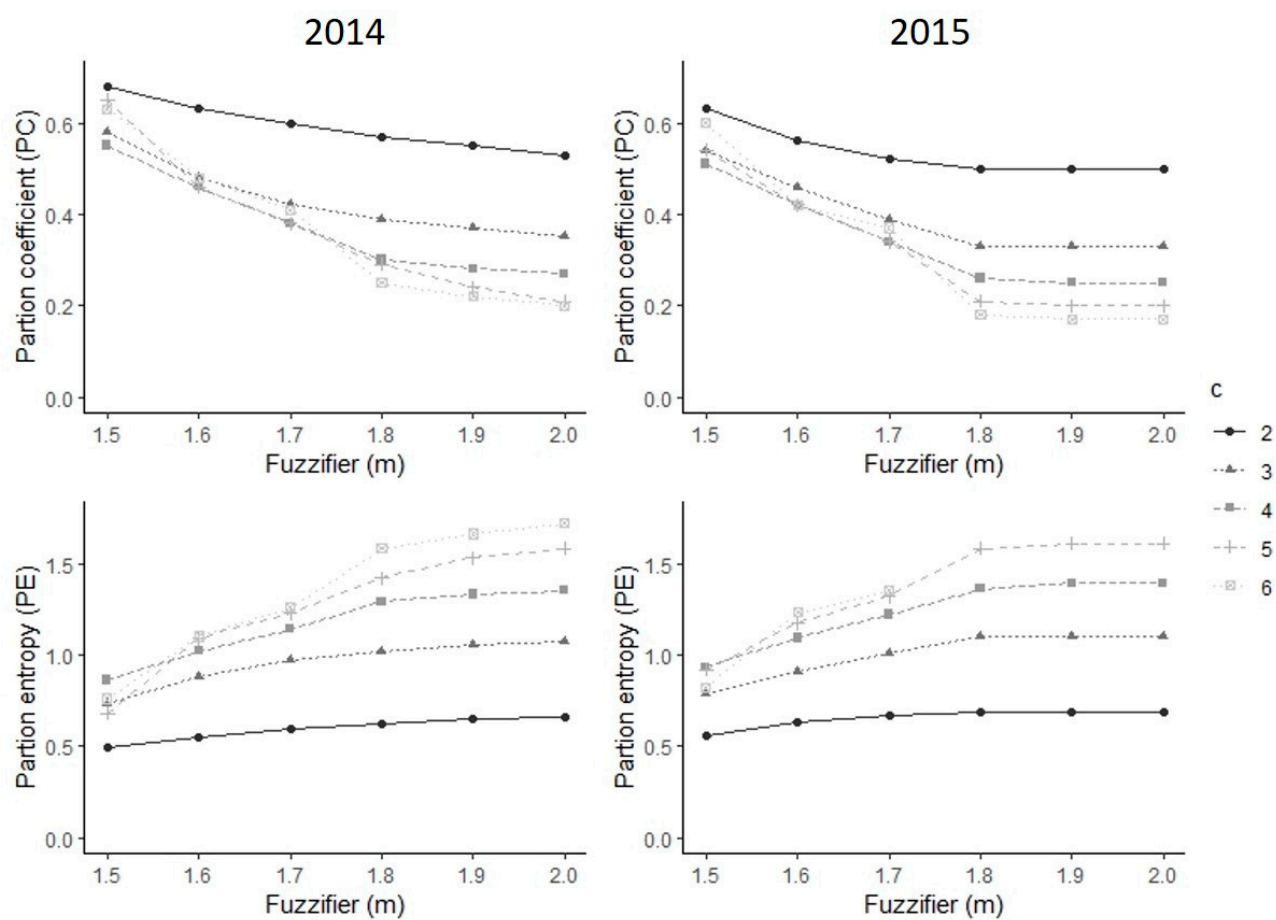 2014
2015
Partion coefficient (PC)
0.6
0.4
0.2
0.0
1.5 1.6 1.7 1.8 1.9 2.0
Fuzzifier (m)
Partion coefficient (PC)
0.6
0.4
0.2
0.0
1.5 1.6 1.7 1.8 1.9 2.0
Fuzzifier (m)
Partion entropy (PE)
1.5
1.0
0.5
0.0
1.5 1.6 1.7 1.8 1.9 2.0
Fuzzifier (m)
Partion entropy (PE)
1.5
1.0
0.5
0.0
1.5 1.6 1.7 1.8 1.9 2.0
Fuzzifier (m)
c
2
3
4
5
6